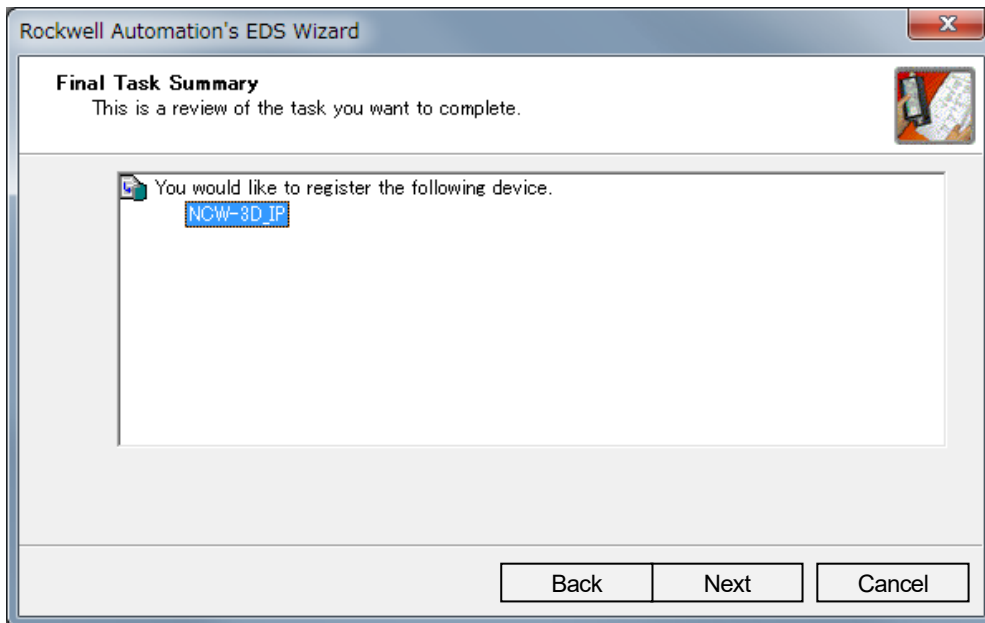 Rockwell Automation's EDS Wizard
x
Final Task Summary
This is a review of the task you want to complete.
You would like to register the following device.
NCW-3D_IP
Back Next Cancel